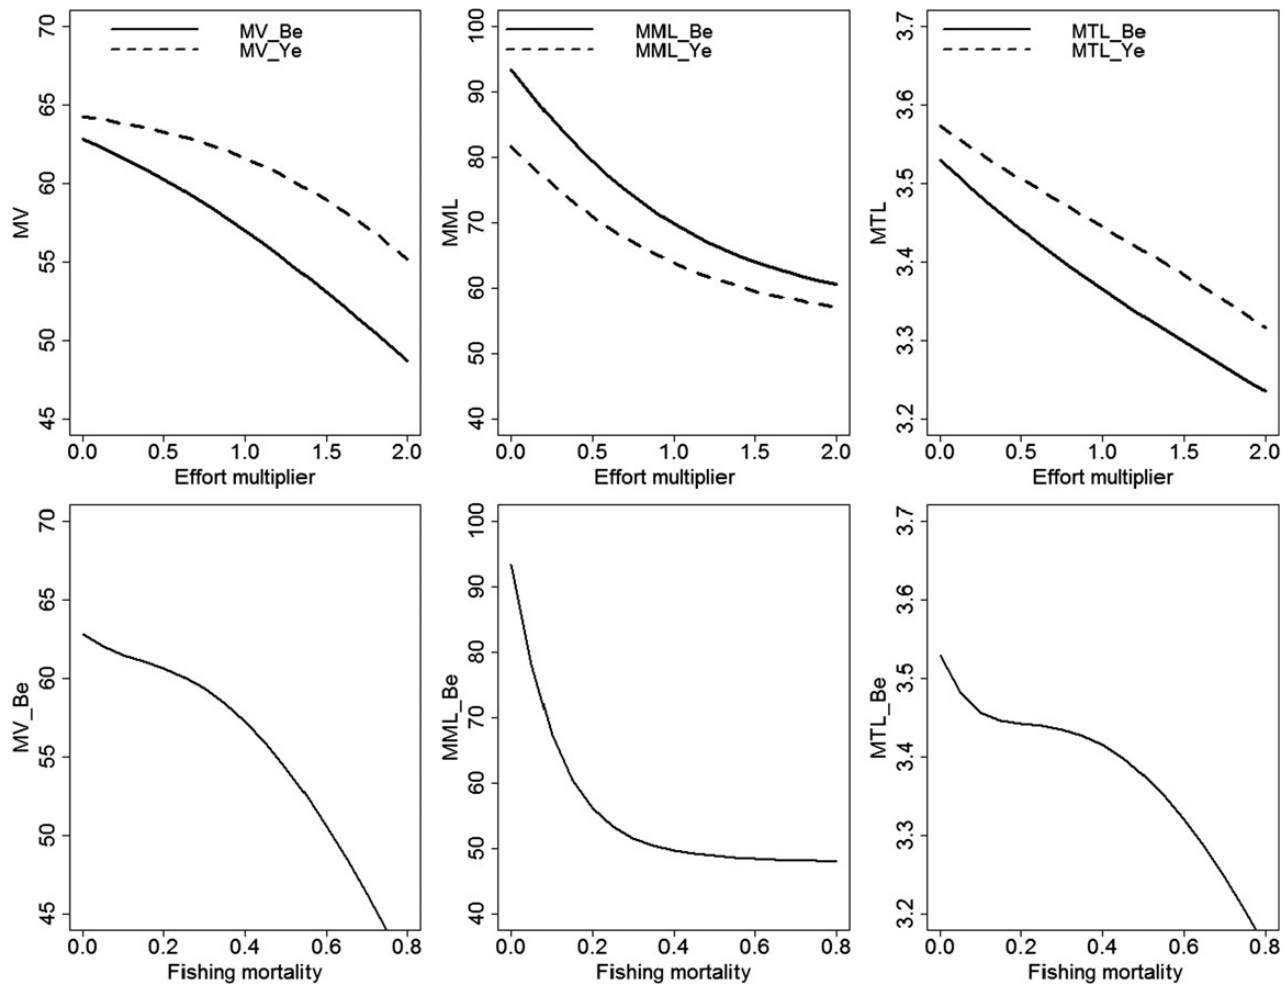 MV_Be
MV_Ye
70
65
60
55
50
45
MV
0.0 0.5 1.0 1.5 2.0
Effort multiplier
MML_Be
MML_Ye
100
90
80
70
60
50
40
MML
0.0 0.5 1.0 1.5 2.0
Effort multiplier
MTL_Be
MTL_Ye
3.7
3.6
3.5
3.4
3.3
3.2
MTL
0.0 0.5 1.0 1.5 2.0
Effort multiplier
70
65
60
55
50
45
MV_Be
0.0 0.2 0.4 0.6 0.8
Fishing mortality
100
90
80
70
60
50
40
MML_Be
0.0 0.2 0.4 0.6 0.8
Fishing mortality
3.7
3.6
3.5
3.4
3.3
3.2
MTL_Be
0.0 0.2 0.4 0.6 0.8
Fishing mortality